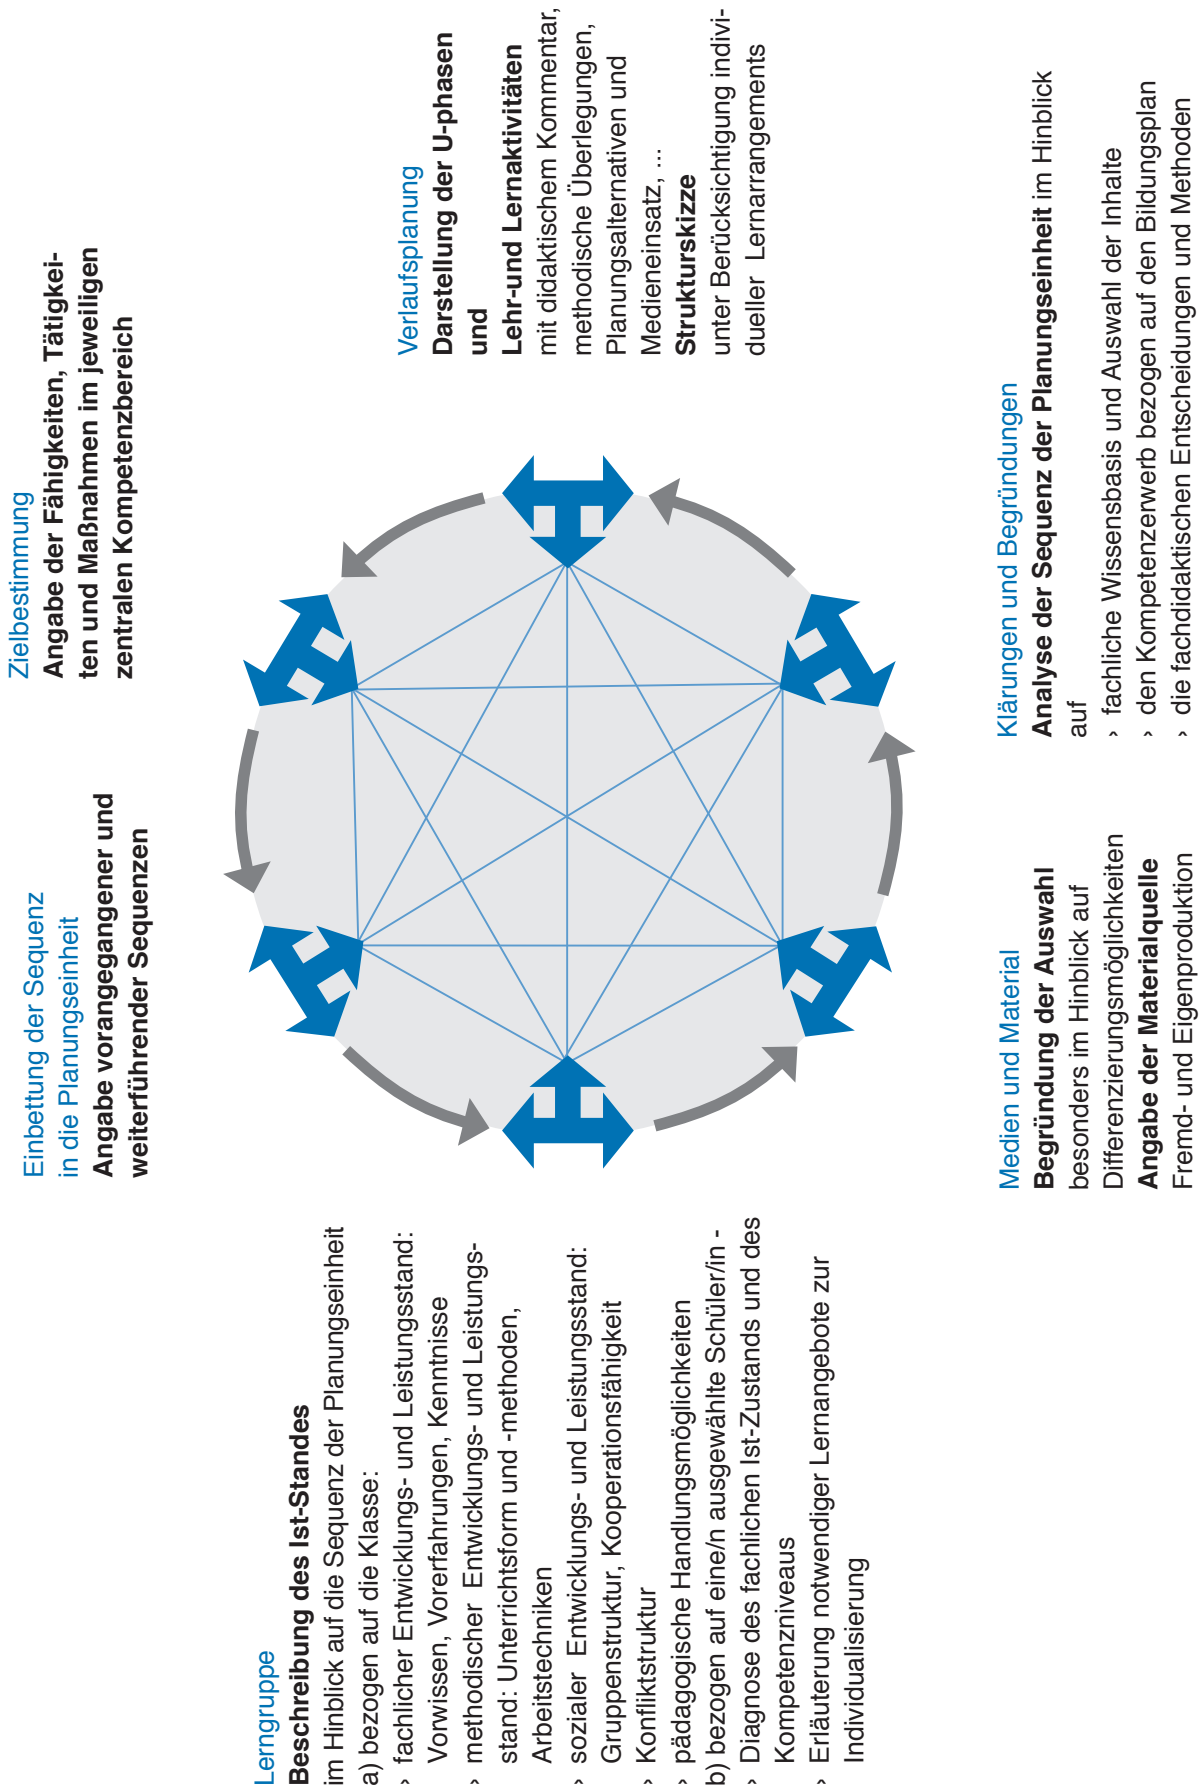 Lerngruppe
Beschreibung des Ist-Standes
im Hinblick auf die Sequenz der Planungseinheit
a) bezogen auf die Klasse:
› fachlicher Entwicklungs- und Leistungsstand:
Vorwissen, Vorerfahrungen, Kenntnisse
› methodischer Entwicklungs- und Leistungs-
stand: Unterrichtsform und -methoden,
Arbeitstechniken
› sozialer Entwicklungs- und Leistungsstand:
Gruppenstruktur, Kooperationsfähigkeit
› Konfliktstruktur
› pädagogische Handlungsmöglichkeiten
b) bezogen auf eine/n ausgewählte Schüler/in -
› Diagnose des fachlichen Ist-Zustands und des
Kompetenzniveaus
› Erläuterung notwendiger Lernangebote zur
Individualisierung
Einbettung der Sequenz
in die Planungseinheit
Angabe vorangegangener und
weiterführender Sequenzen
Zielbestimmung
Angabe der Fähigkeiten, Tätigkei-
ten und Maßnahmen im jeweiligen
zentralen Kompetenzbereich
Verlaufsplanung
Darstellung der U-phasen
und
Lehr-und Lernaktivitäten
mit didaktischem Kommentar,
methodische Überlegungen,
Planungsalternativen und
Medieneinsatz, ...
Strukturskizze
unter Berücksichtigung indivi-
dueller Lernarrangements
Medien und Material
Begründung der Auswahl
besonders im Hinblick auf
Differenzierungsmöglichkeiten
Angabe der Materialquelle
Fremd- und Eigenproduktion
Klärungen und Begründungen
Analyse der Sequenz der Planungseinheit im Hinblick
auf
› fachliche Wissensbasis und Auswahl der Inhalte
› den Kompetenzerwerb bezogen auf den Bildungsplan
› die fachdidaktischen Entscheidungen und Methoden